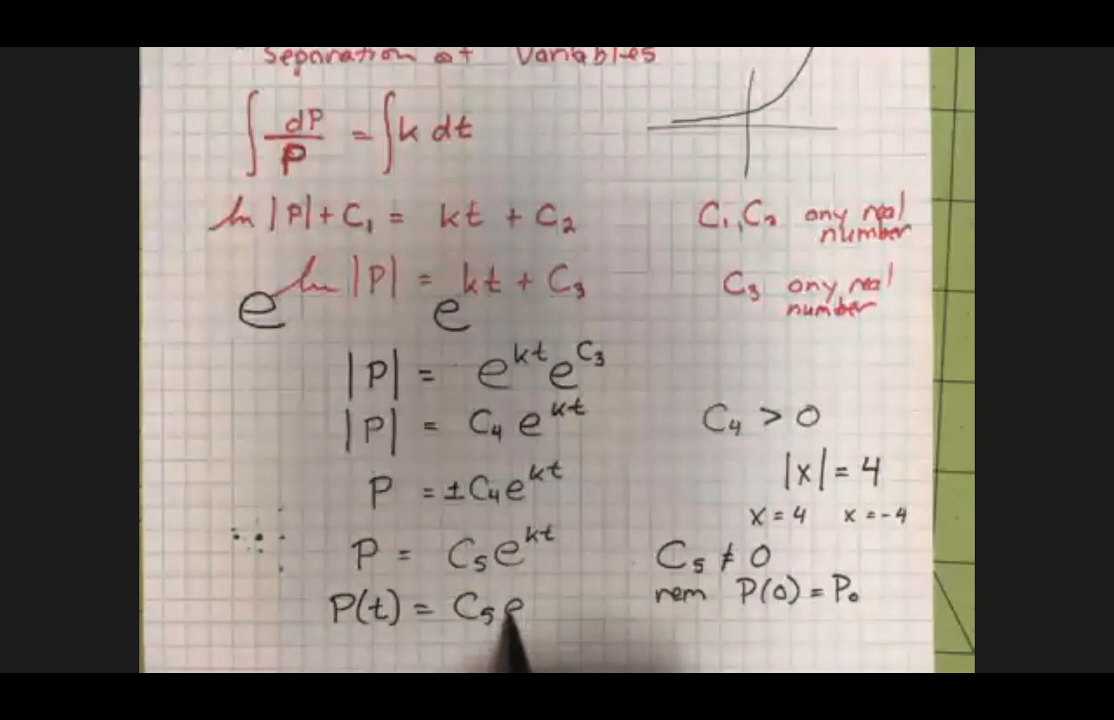 Separation of Variables
∫ dP/P = ∫ k dt
ln |P| + C₁ = kt + C₂
C₁, C₂ any real number
e^(ln |P|) = e^(kt + C₃)
C₃ any real number
|P| = e^(kt) e^(C₃)
|P| = C₄ e^(kt)
C₄ > 0
|x| = 4
P = ± C₄ e^(kt)
x = 4 x = -4
P = C₅ e^(kt)
C₅ ≠ 0
rem P(0) = P₀
P(t) = C₅ e